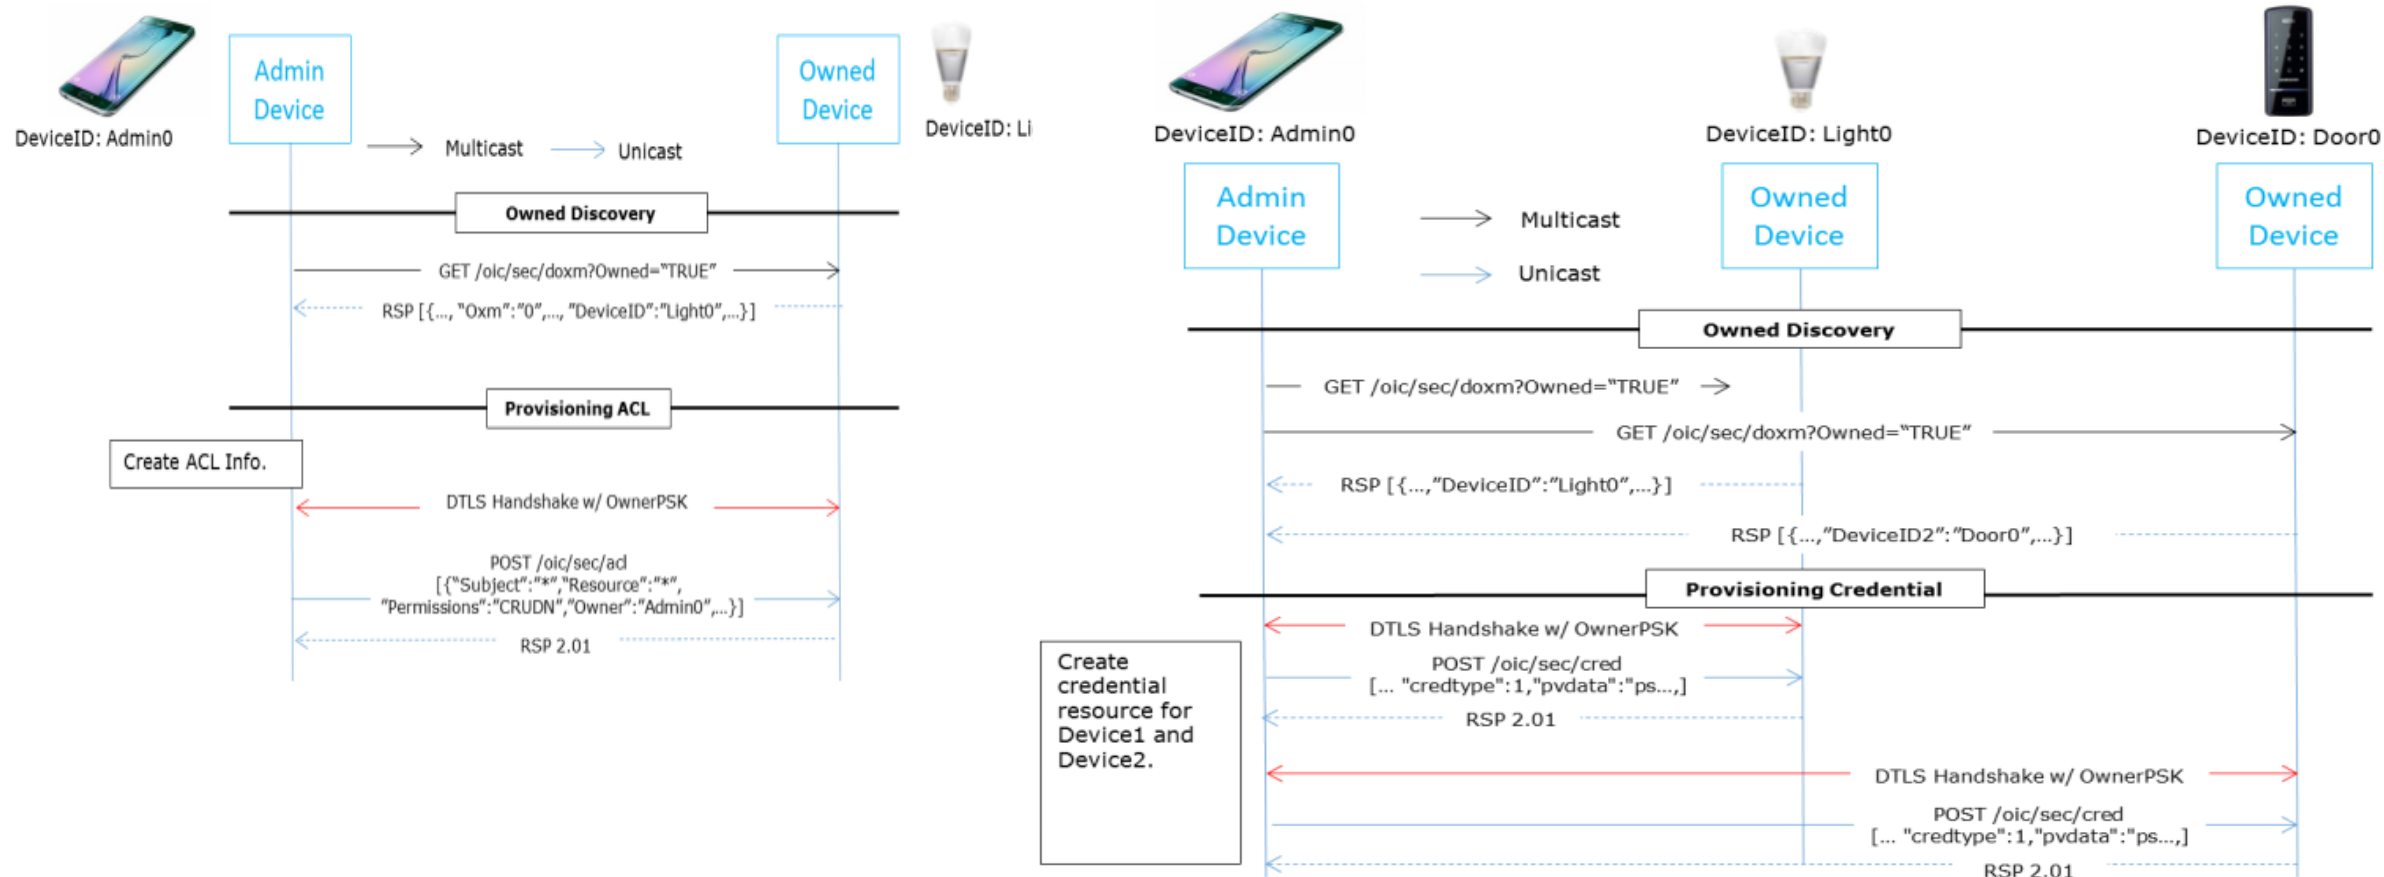 DeviceID: Admin0
Admin
Device
Owned
Device
DeviceID: Li
Multicast
Unicast
Owned Discovery
GET /oic/sec/doxm?Owned="TRUE"
RSP [{..., "Oxm":"0",..., "DeviceID":"Light0",...}]
Provisioning ACL
Create ACL Info.
DTLS Handshake w/ OwnerPSK
POST /oic/sec/acl
[{"Subject":"*","Resource":"*",
"Permissions":"CRUDN","Owner":"Admin0",...}]
RSP 2.01
DeviceID: Admin0
DeviceID: Light0
DeviceID: Door0
Admin
Device
Owned
Device
Owned
Device
Multicast
Unicast
Owned Discovery
GET /oic/sec/doxm?Owned="TRUE"
GET /oic/sec/doxm?Owned="TRUE"
RSP [{...,"DeviceID":"Light0",...}]
RSP [{...,"DeviceID2":"Door0",...}]
Provisioning Credential
DTLS Handshake w/ OwnerPSK
Create
credential
resource for
Device1 and
Device2.
POST /oic/sec/cred
[... "credtype":1,"pvdata":"ps...,]
RSP 2.01
DTLS Handshake w/ OwnerPSK
POST /oic/sec/cred
[... "credtype":1,"pvdata":"ps...,]
RSP 2.01